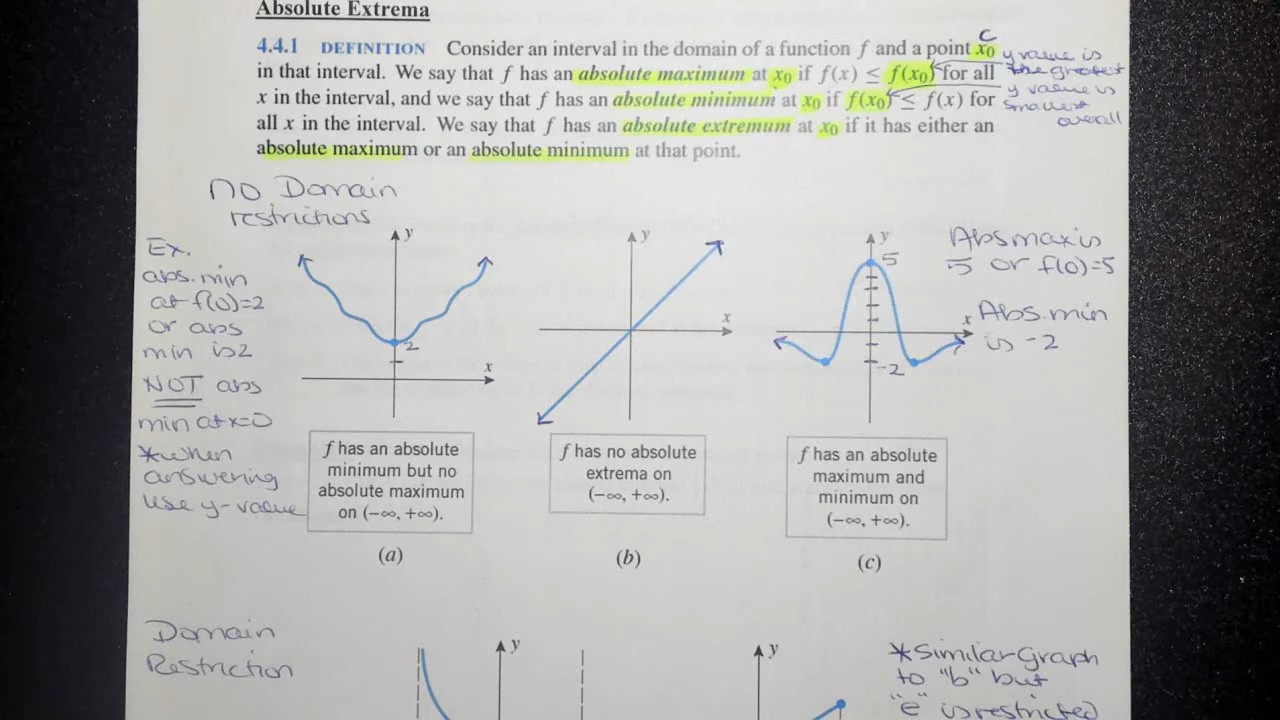 Absolute Extrema
4.4.1 DEFINITION Consider an interval in the domain of a function f and a point x₀
c
in that interval. We say that f has an absolute maximum at x₀ if f(x) ≤ f(x₀) for all
x in the interval, and we say that f has an absolute minimum at x₀ if f(x₀) ≤ f(x) for
all x in the interval. We say that f has an absolute extremum at x₀ if it has either an
absolute maximum or an absolute minimum at that point.
y value is
the greatest
y value is
smallest
overall
no Domain
restrictions
Ex.
abs. min
at f(0)=2
or abs
min is 2
NOT abs
min at x=0
*when
answering
use y-value
y
2
x
f has an absolute
minimum but no
absolute maximum
on (−∞, +∞).
(a)
y
x
f has no absolute
extrema on
(−∞, +∞).
(b)
y
5
x
-2
f has an absolute
maximum and
minimum on
(−∞, +∞).
(c)
Abs max is
5 or f(0)=5
Abs. min
is -2
Domain
Restriction
y
y
*Similar Graph
to "b" but
"e" is restricted